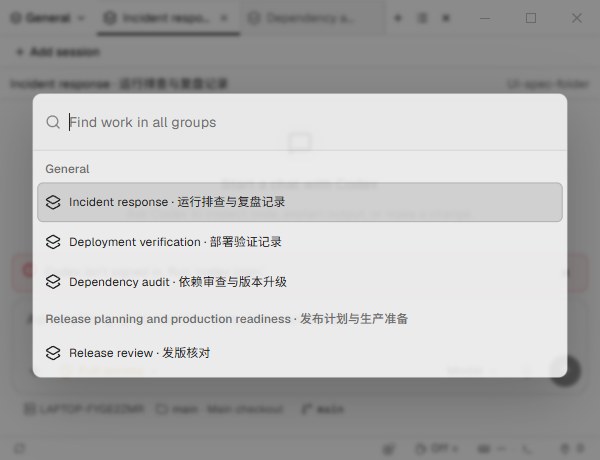 General
Incident respo...
Dependency a...
Add session
Incident response · 运行排查与复盘记录
UI-spec-folder
Find work in all groups
General
Incident response · 运行排查与复盘记录
Deployment verification · 部署验证记录
Dependency audit · 依赖审查与版本升级
Release planning and production readiness · 发布计划与生产准备
Release review · 发版核对
main · Main checkout
main